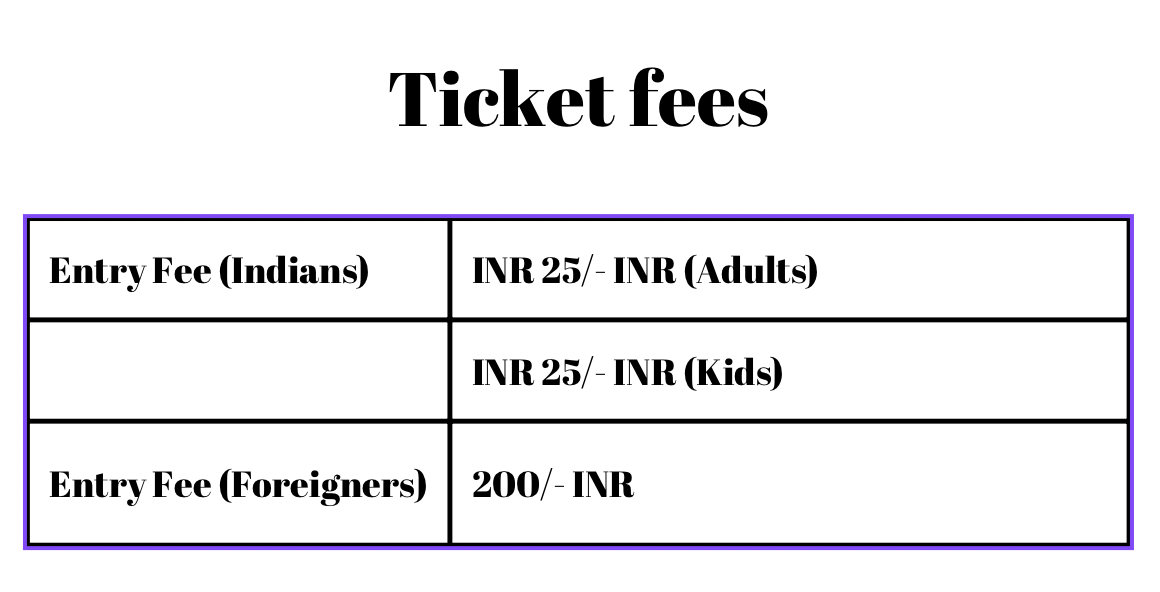 Ticket fees
Entry Fee (Indians)
INR 25/- INR (Adults)
INR 25/- INR (Kids)
Entry Fee (Foreigners)
200/- INR